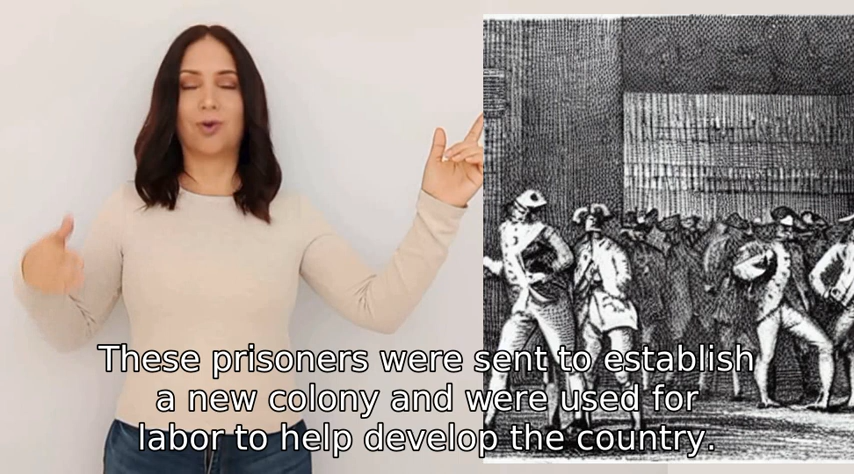 These prisoners were sent to establish
a new colony and were used for
labor to help develop the country.